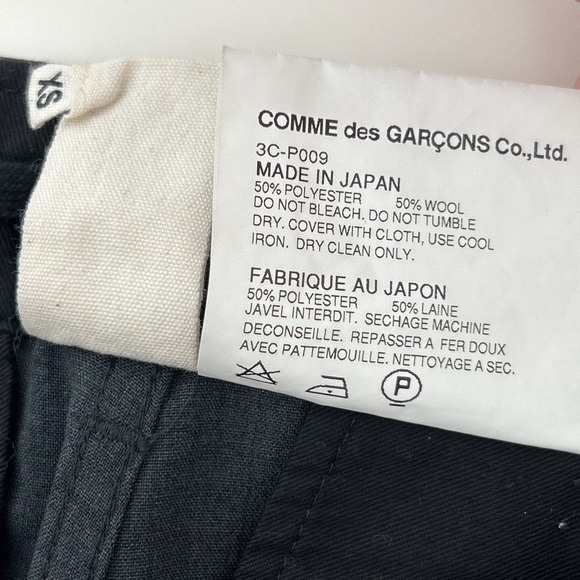 XS
COMME des GARÇONS Co.,Ltd.
3C-P009
MADE IN JAPAN
50% POLYESTER 50% WOOL
DO NOT BLEACH. DO NOT TUMBLE
DRY. COVER WITH CLOTH, USE COOL
IRON. DRY CLEAN ONLY.
FABRIQUE AU JAPON
50% POLYESTER 50% LAINE
JAVEL INTERDIT. SECHAGE MACHINE
DECONSEILLE. REPASSER A FER DOUX
AVEC PATTEMOUILLE. NETTOYAGE A SEC.
P